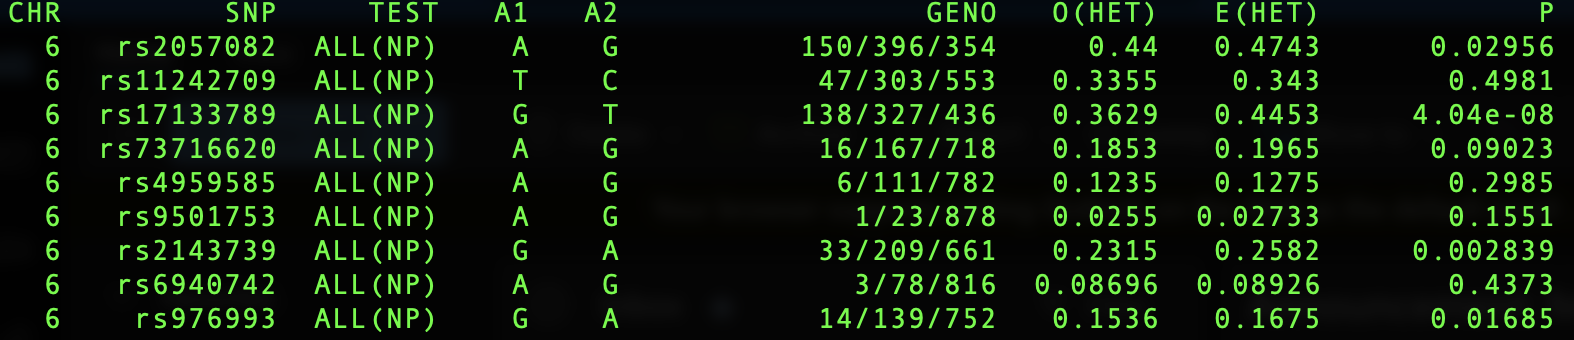 CHR SNP TEST A1 A2 GENO O(HET) E(HET) P
6 rs2057082 ALL(NP) A G 150/396/354 0.44 0.4743 0.02956
6 rs11242709 ALL(NP) T C 47/303/553 0.3355 0.343 0.4981
6 rs17133789 ALL(NP) G T 138/327/436 0.3629 0.4453 4.04e-08
6 rs73716620 ALL(NP) A G 16/167/718 0.1853 0.1965 0.09023
6 rs4959585 ALL(NP) A G 6/111/782 0.1235 0.1275 0.2985
6 rs9501753 ALL(NP) A G 1/23/878 0.0255 0.02733 0.1551
6 rs2143739 ALL(NP) G A 33/209/661 0.2315 0.2582 0.002839
6 rs6940742 ALL(NP) A G 3/78/816 0.08696 0.08926 0.4373
6 rs976993 ALL(NP) G A 14/139/752 0.1536 0.1675 0.01685